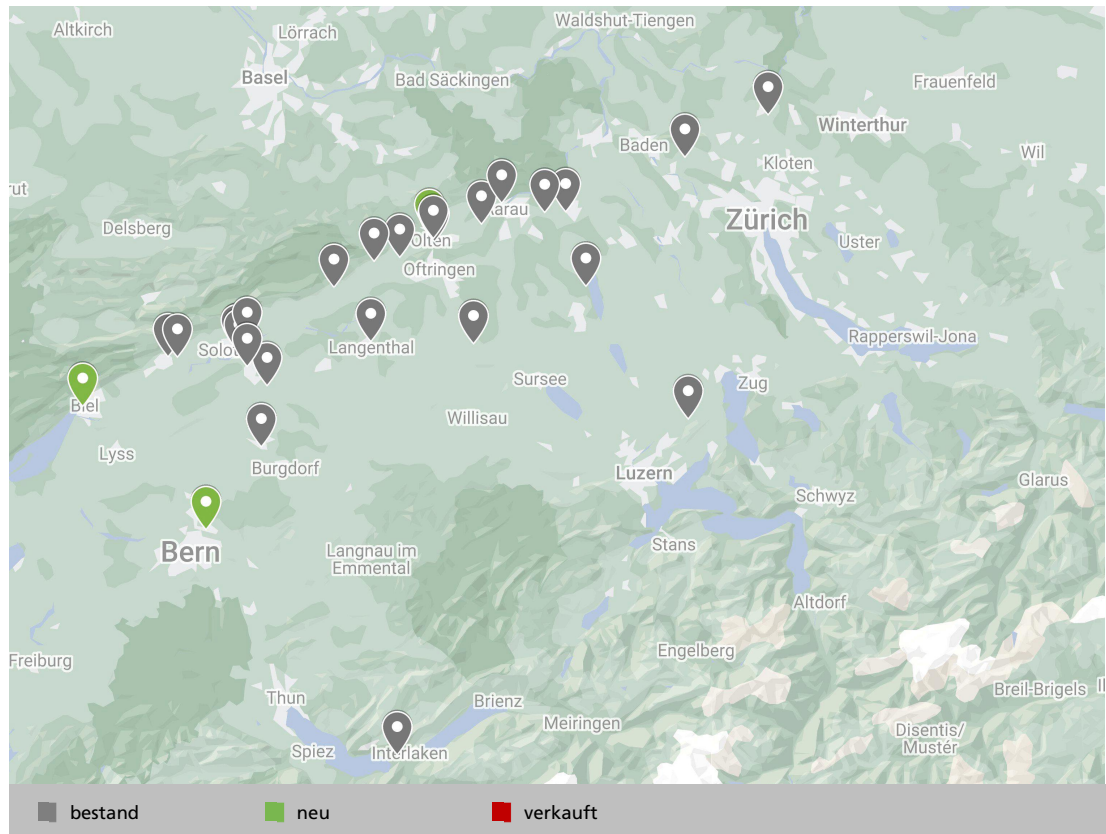 Waldshut-Tiengen
Altkirch
Lörrach
Basel
Bad Säckingen
Frauenfeld
Winterthur
Baden
Wil
Kloten
rut
Zürich
Delsberg
Olten
Uster
Oftringen
Rapperswil-Jona
Langenthal
Sursee
Zug
Biel
Willisau
Lyss
Burgdorf
Luzern
Glarus
Schwyz
Bern
Stans
Langnau im
Emmental
Altdorf
Engelberg
Freiburg
Breil-Brigels
Thun
Brienz
Meiringen
Disentis/
Mustér
Spiez
Interlaken
bestand
neu
verkauft